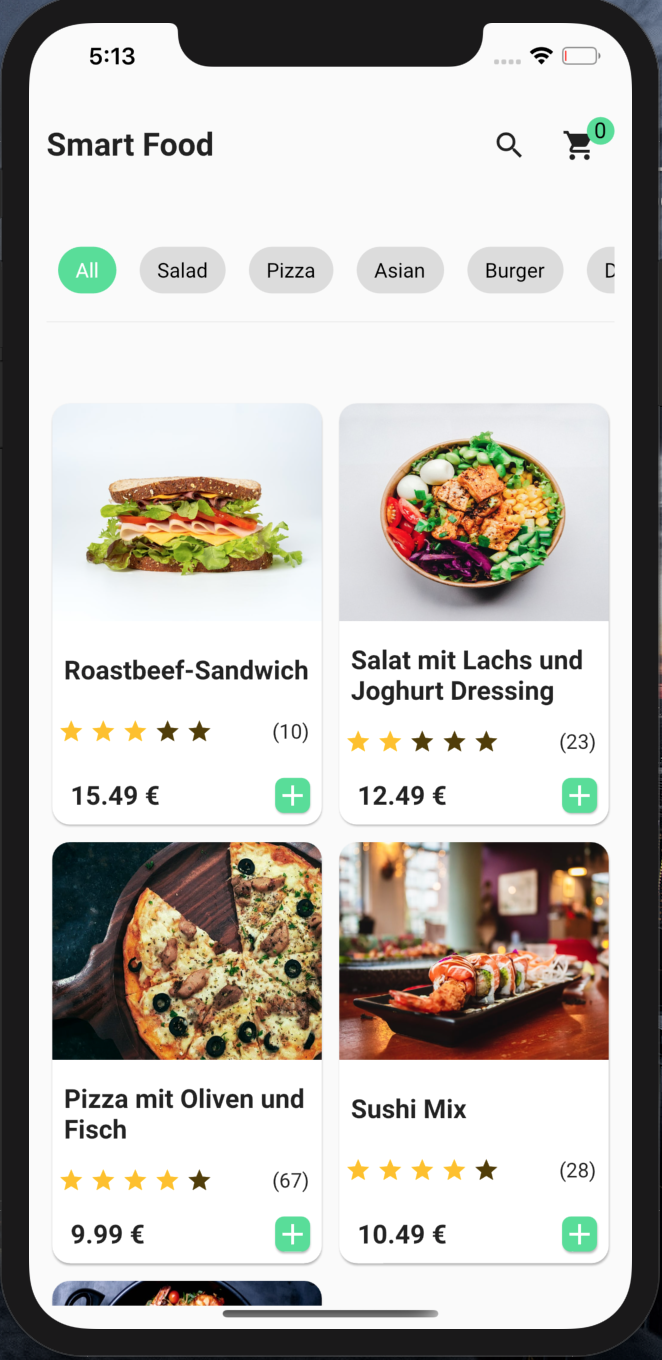 5:13
Smart Food
0
All
Salad
Pizza
Asian
Burger
D
Roastbeef-Sandwich
(10)
15.49 €
Salat mit Lachs und
Joghurt Dressing
(23)
12.49 €
Pizza mit Oliven und
Fisch
(67)
9.99 €
Sushi Mix
(28)
10.49 €